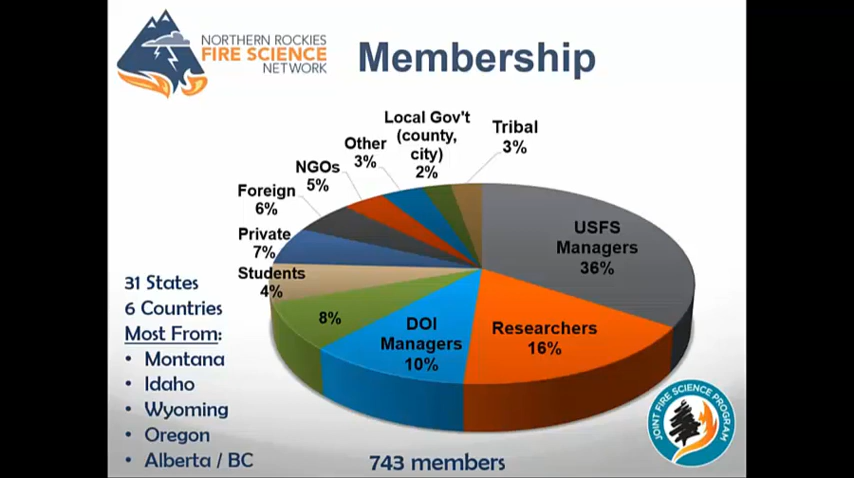 NORTHERN ROCKIES
FIRE SCIENCE
NETWORK
Membership
Local Gov't
(county,
city)
2%
Tribal
3%
Other
3%
NGOs
5%
Foreign
6%
Private
7%
Students
4%
8%
DOI
Managers
10%
Researchers
16%
USFS
Managers
36%
31 States
6 Countries
Most From:
• Montana
• Idaho
• Wyoming
• Oregon
• Alberta / BC
743 members
JOINT FIRE SCIENCE PROGRAM